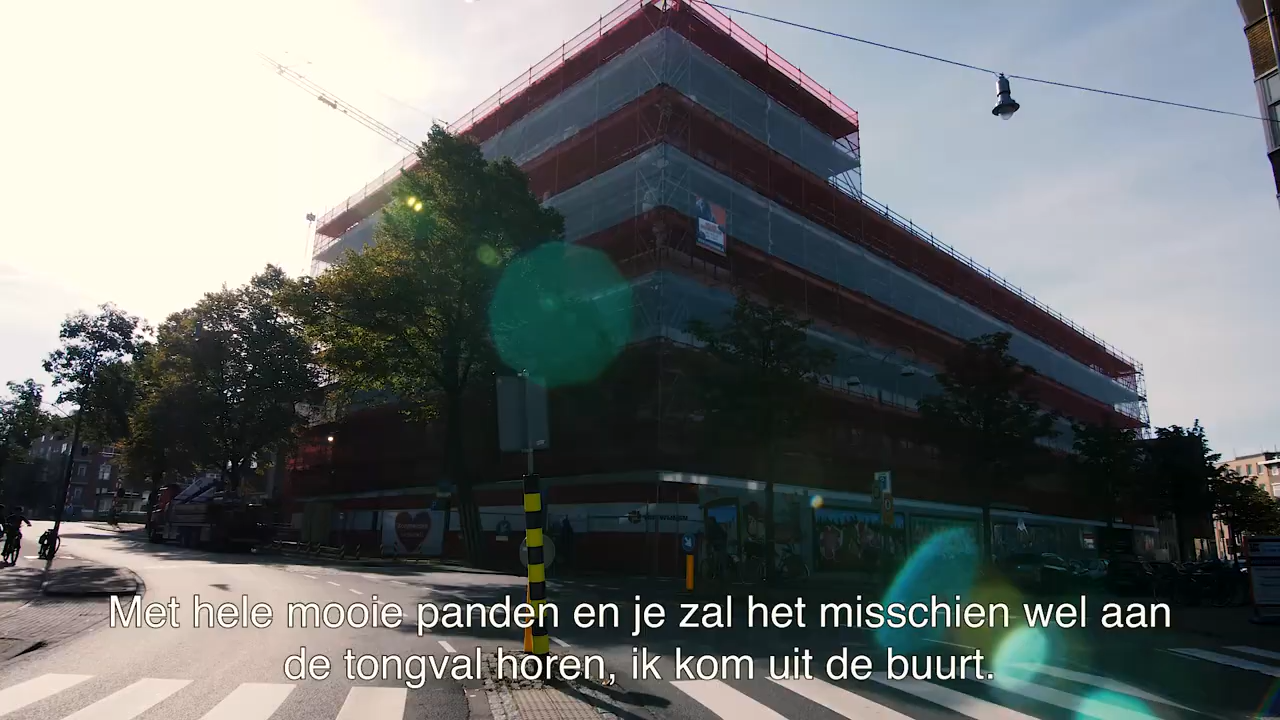 Met hele mooie panden en je zal het misschien wel aan
de tongval horen, ik kom uit de buurt.